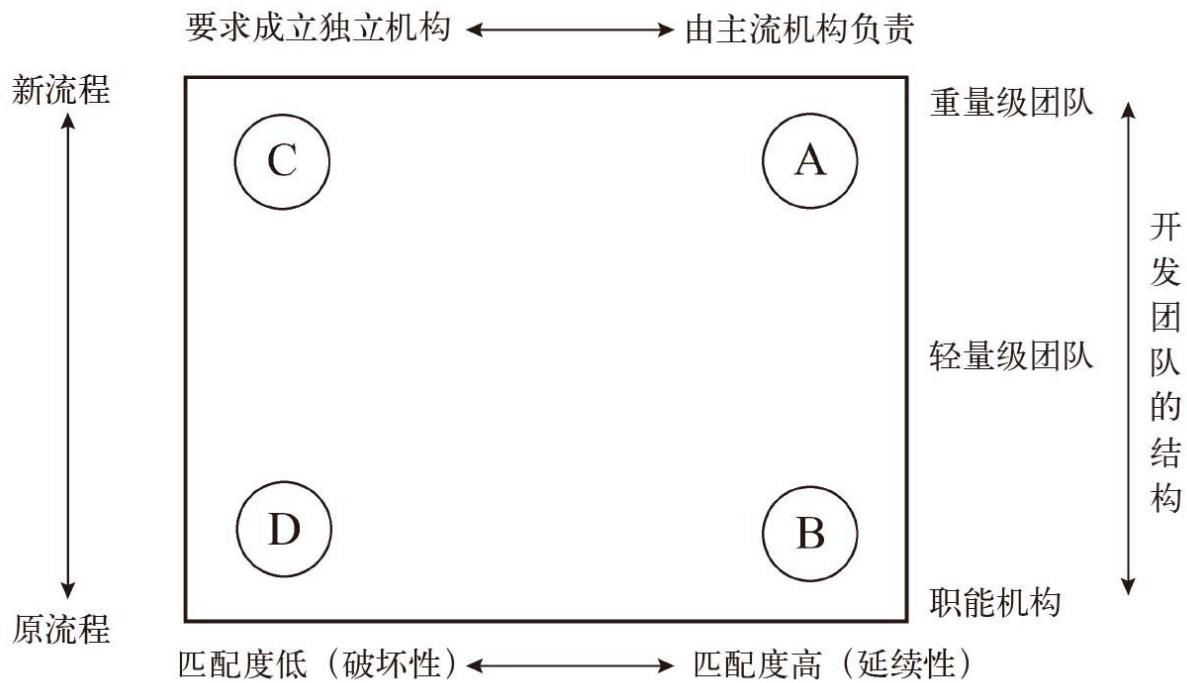 要求成立独立机构 由主流机构负责
新流程
重量级团队
C
A
开发团队的结构
轻量级团队
D
B
职能机构
原流程
匹配度低（破坏性） 匹配度高（延续性）